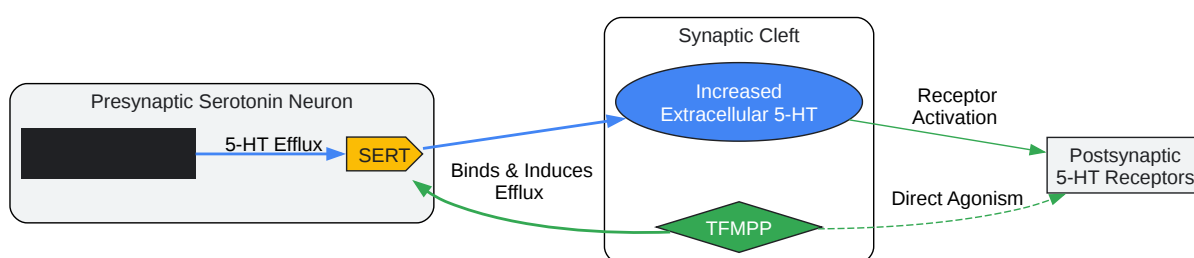 Synaptic Cleft
Presynaptic Serotonin Neuron
5-HT Efflux
SERT
Increased
Extracellular 5-HT
Binds & Induces
Efflux
TFMPP
Receptor
Activation
Direct Agonism
Postsynaptic
5-HT Receptors